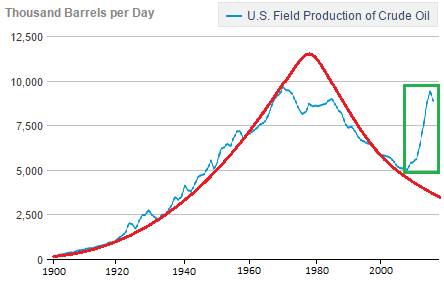 Thousand Barrels per Day
U.S. Field Production of Crude Oil
12,500
10,000
7,500
5,000
2,500
0
1900 1920 1940 1960 1980 2000